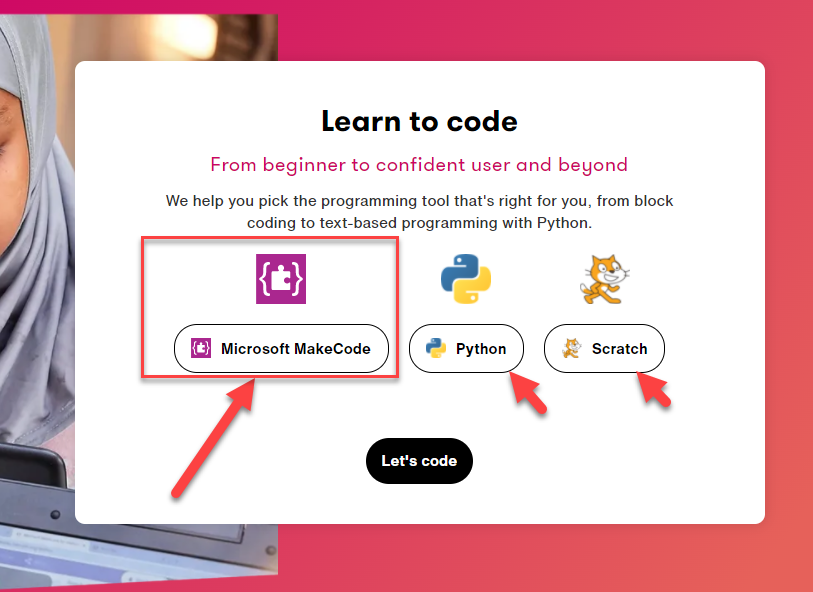 Learn to code
From beginner to confident user and beyond
We help you pick the programming tool that's right for you, from block
coding to text-based programming with Python.
Microsoft MakeCode
Python
Scratch
Let's code